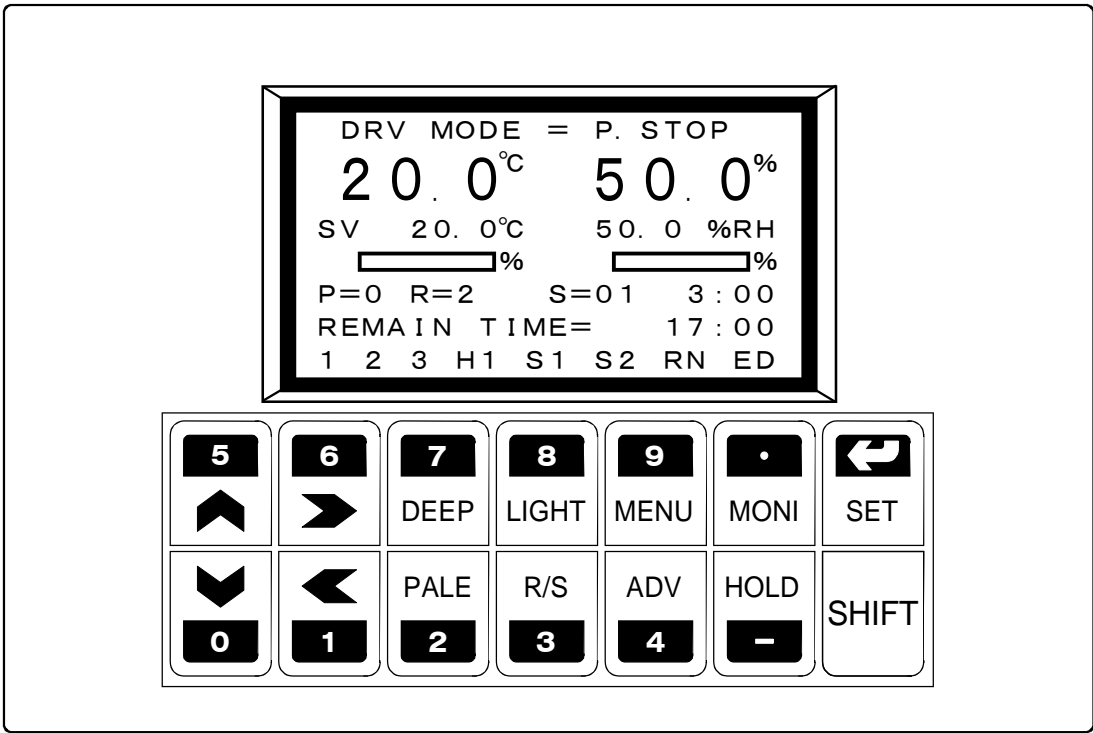 DRV MODE = P. STOP
20.0℃ 50.0%
SV 20.0℃ 50.0 %RH
% %
P=0 R=2 S=01 3:00
REMAIN TIME= 17:00
1 2 3 H1 S1 S2 RN ED
5 6 7 8 9 •
DEEP LIGHT MENU MONI SET
PALE R/S ADV HOLD SHIFT
0 1 2 3 4 −